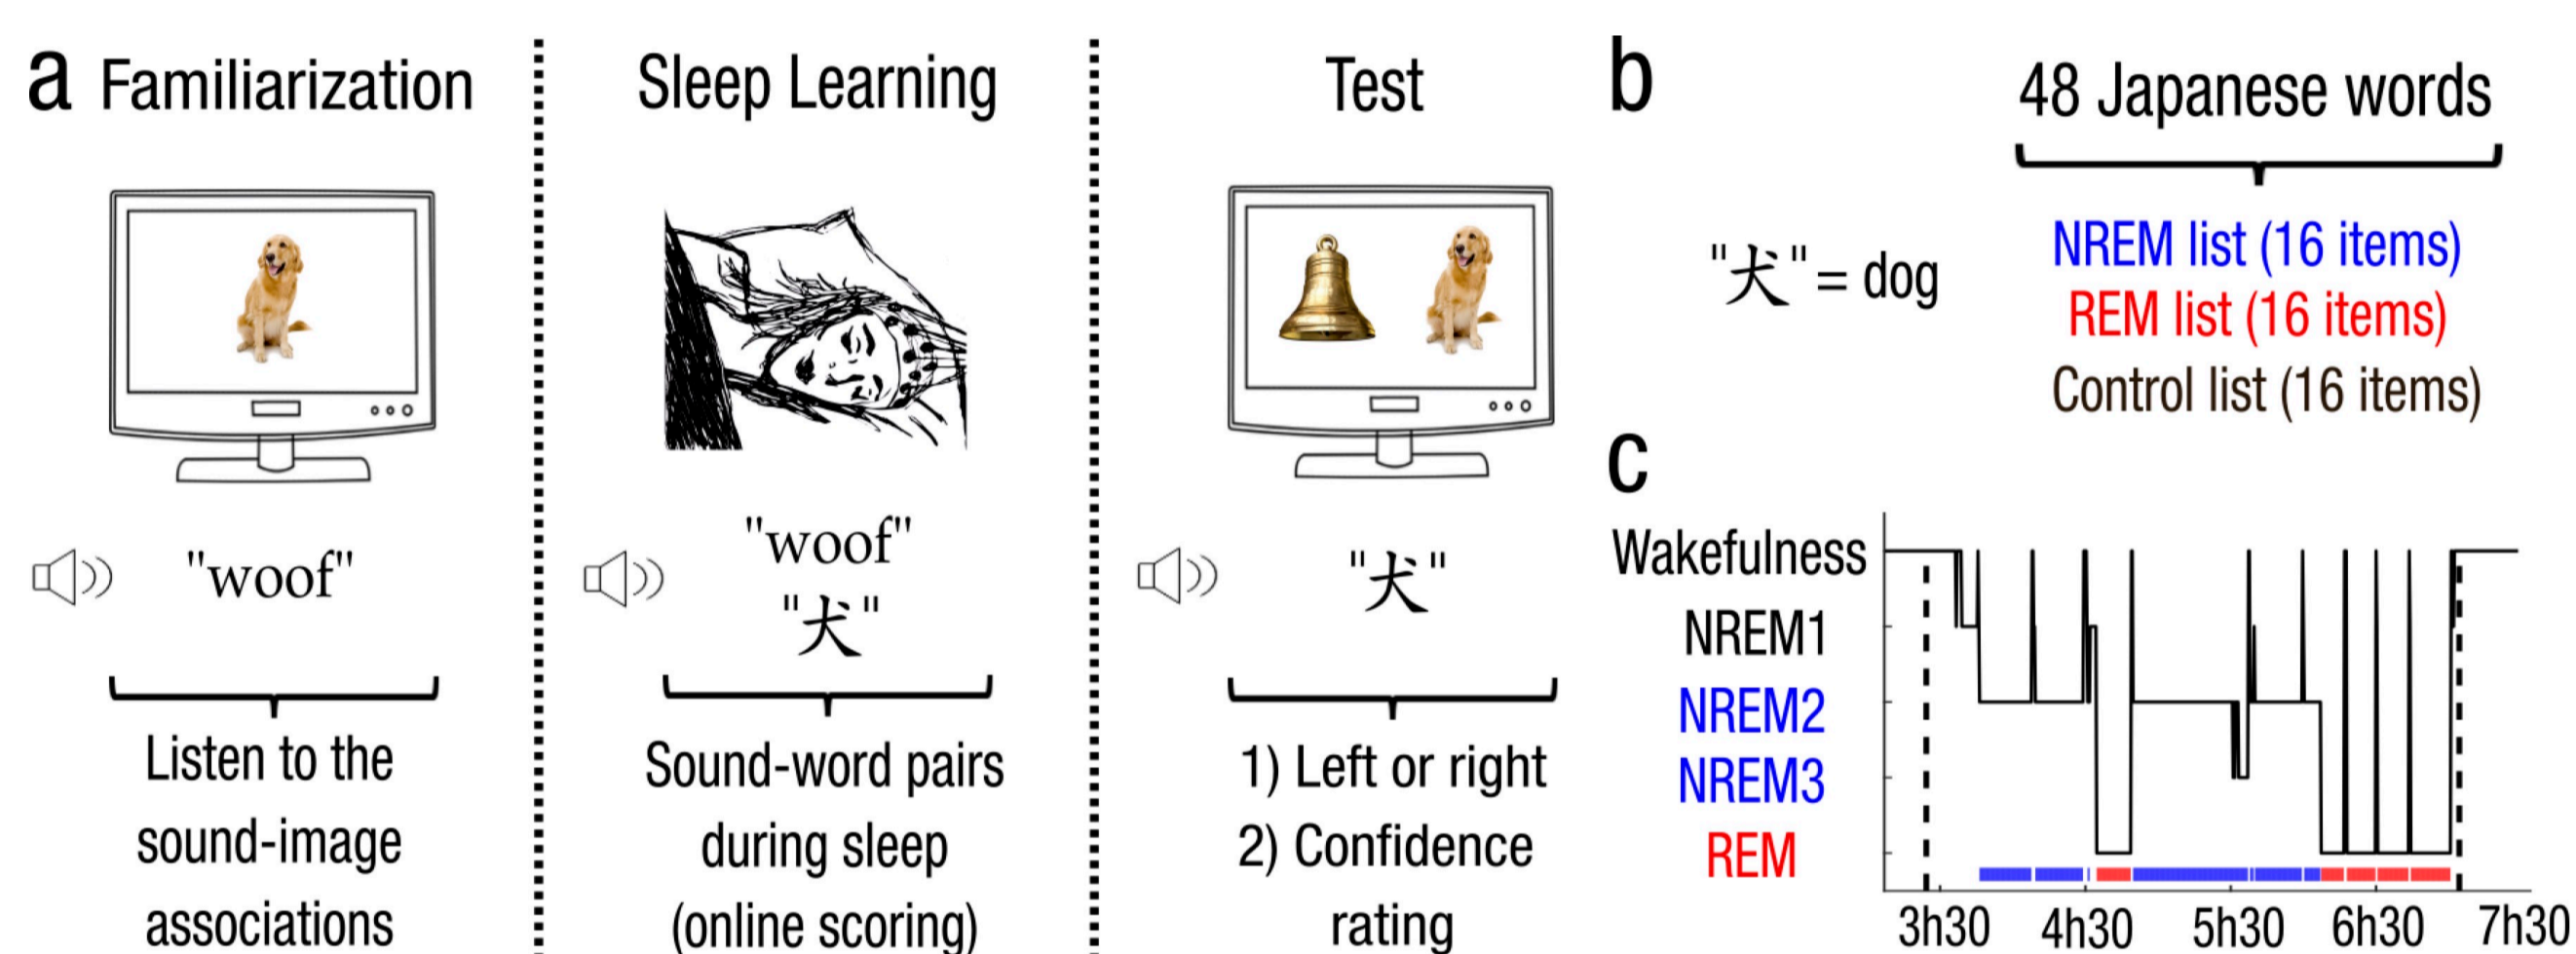 a Familiarization
"woof"
Listen to the
sound-image
associations
Sleep Learning
"woof"
"犬"
Sound-word pairs
during sleep
(online scoring)
Test
"犬"
1) Left or right
2) Confidence
rating
b
48 Japanese words
"犬" = dog
NREM list (16 items)
REM list (16 items)
Control list (16 items)
c
Wakefulness
NREM1
NREM2
NREM3
REM
3h30 4h30 5h30 6h30 7h30